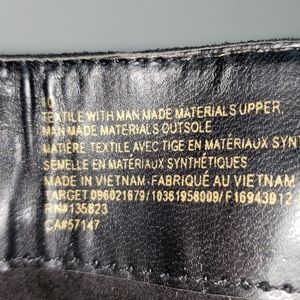 10
TEXTILE WITH MAN MADE MATERIALS UPPER
MAN MADE MATERIALS OUTSOLE
MATIÈRE TEXTILE AVEC TIGE EN MATÉRIAUX SYN
SEMELLE EN MATÉRIAUX SYNTHÉTIQUES
MADE IN VIETNAM-FABRIQUÉ AU VIETNAM
TARGET 096021679/10361958009/F16943912
RN#135823
CA#57147